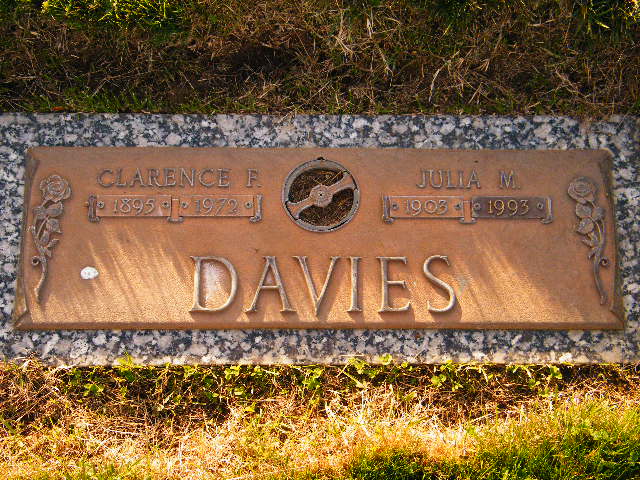 CLARENCE F. JULIA M.
1895 1972 1903 1993
DAVIES